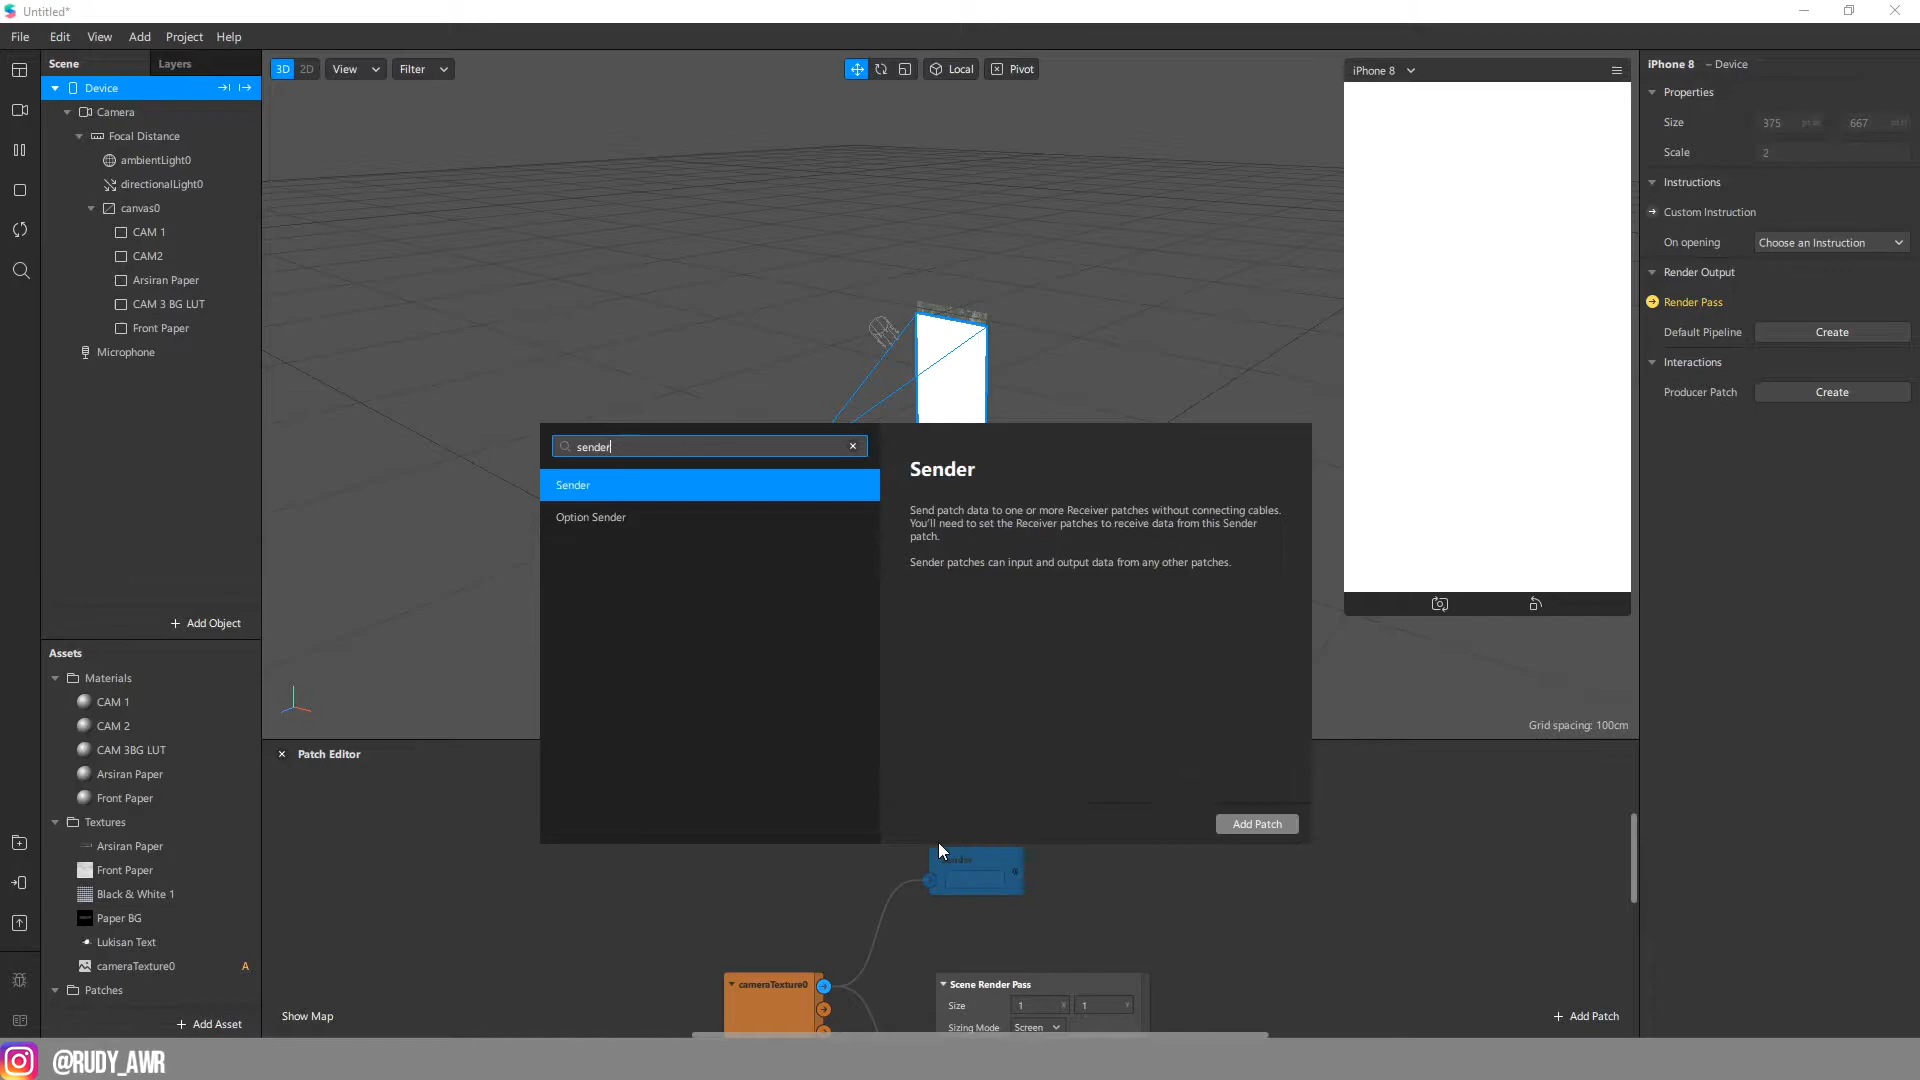 Untitled*
File Edit View Add Project Help
Scene Layers
Device
Camera
Focal Distance
ambientLight0
directionalLight0
canvas0
CAM 1
CAM2
Arsiran Paper
CAM 3 BG LUT
Front Paper
Microphone
+ Add Object
Assets
Materials
CAM 1
CAM 2
CAM 3BG LUT
Arsiran Paper
Front Paper
Textures
Arsiran Paper
Front Paper
Black & White 1
Paper BG
Lukisan Text
cameraTexture0 A
Patches
+ Add Asset
3D 2D View Filter
Local Pivot
sender
Sender
Option Sender
Sender
Send patch data to one or more Receiver patches without connecting cables.
You'll need to set the Receiver patches to receive data from this Sender
patch.
Sender patches can input and output data from any other patches.
Add Patch
Grid spacing: 100cm
Patch Editor
cameraTexture0
Scene Render Pass
Size 1 X 1 Y
Sizing Mode Screen
Show Map
+ Add Patch
iPhone 8
iPhone 8 – Device
Properties
Size 375 667
Scale 2
Instructions
Custom Instruction
On opening Choose an Instruction
Render Output
Render Pass
Default Pipeline Create
Interactions
Producer Patch Create
@RUDY_AWR